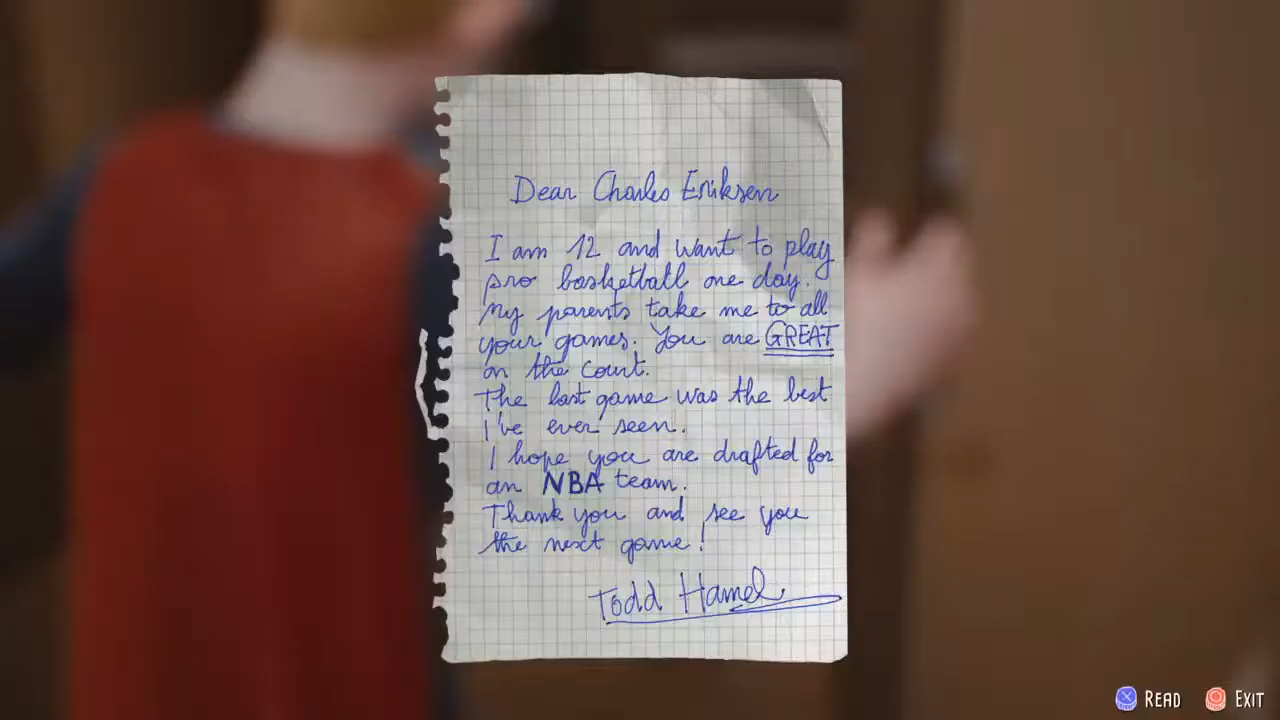 Dear Charles Eriksen
I am 12 and want to play
pro basketball one day.
My parents take me to all
your games. You are GREAT
on the court.
The last game was the best
I've ever seen.
I hope you are drafted for
an NBA team.
Thank you and see you
the next game!
Todd Hamel
READ EXIT